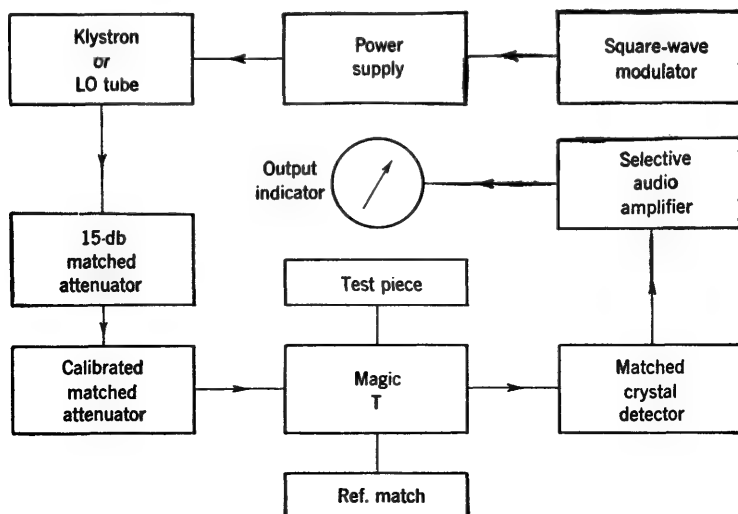 Klystron
or
LO tube
Power
supply
Square-wave
modulator
Output
indicator
Selective
audio
amplifier
15-db
matched
attenuator
Test piece
Calibrated
matched
attenuator
Magic
T
Matched
crystal
detector
Ref. match